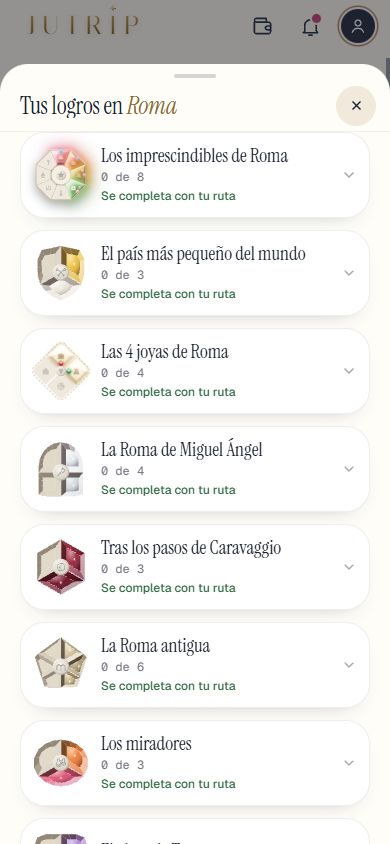 JUTRIP
Tus logros en Roma
Los imprescindibles de Roma
0 de 8
Se completa con tu ruta
El país más pequeño del mundo
0 de 3
Se completa con tu ruta
Las 4 joyas de Roma
0 de 4
Se completa con tu ruta
La Roma de Miguel Ángel
0 de 4
Se completa con tu ruta
Tras los pasos de Caravaggio
0 de 3
Se completa con tu ruta
La Roma antigua
0 de 6
Se completa con tu ruta
Los miradores
0 de 3
Se completa con tu ruta